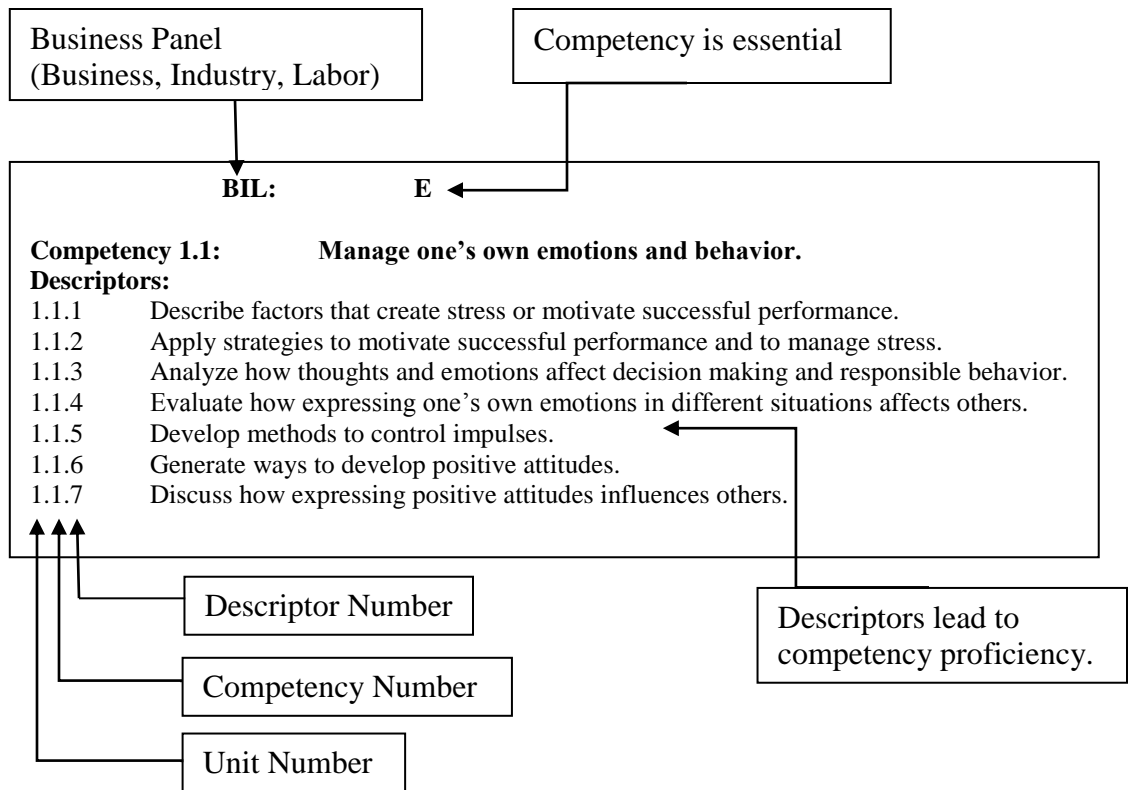 Business Panel
(Business, Industry, Labor)
Competency is essential
BIL: E
Competency 1.1: Manage one’s own emotions and behavior.
Descriptors:
1.1.1 Describe factors that create stress or motivate successful performance.
1.1.2 Apply strategies to motivate successful performance and to manage stress.
1.1.3 Analyze how thoughts and emotions affect decision making and responsible behavior.
1.1.4 Evaluate how expressing one’s own emotions in different situations affects others.
1.1.5 Develop methods to control impulses.
1.1.6 Generate ways to develop positive attitudes.
1.1.7 Discuss how expressing positive attitudes influences others.
Descriptor Number
Descriptors lead to
competency proficiency.
Competency Number
Unit Number